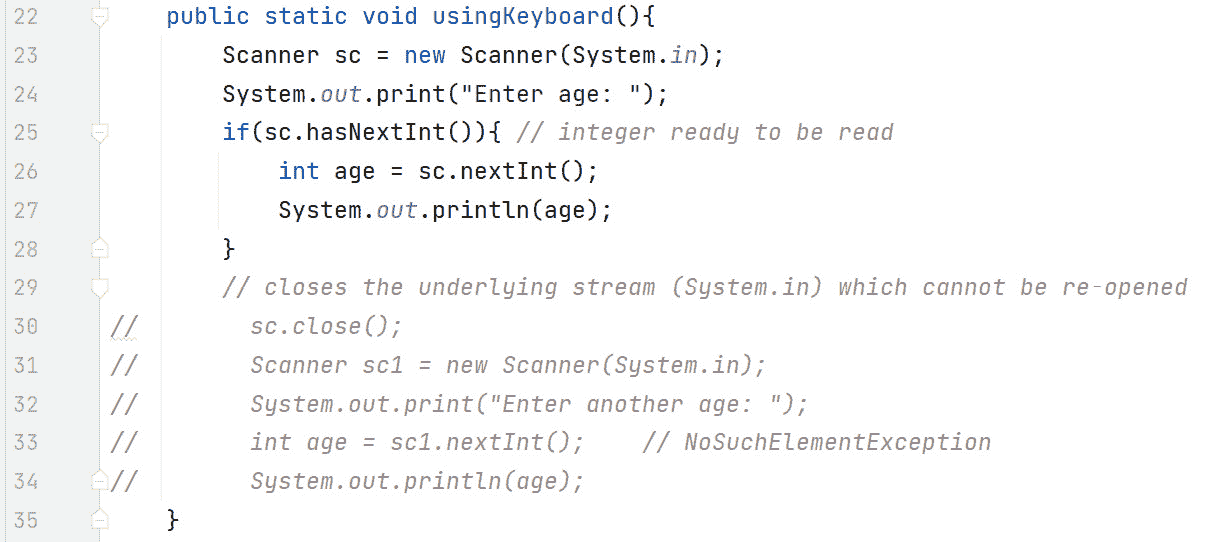 22 public static void usingKeyboard(){
23 Scanner sc = new Scanner(System.in);
24 System.out.print("Enter age: ");
25 if(sc.hasNextInt()){ // integer ready to be read
26 int age = sc.nextInt();
27 System.out.println(age);
28 }
29 // closes the underlying stream (System.in) which cannot be re-opened
30 // sc.close();
31 // Scanner sc1 = new Scanner(System.in);
32 // System.out.print("Enter another age: ");
33 // int age = sc1.nextInt(); // NoSuchElementException
34 // System.out.println(age);
35 }